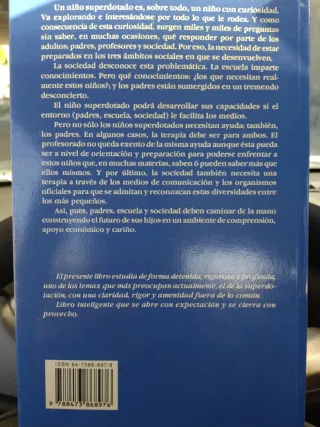 Un niño superdotado es, sobre todo, un niño con curiosidad.
Va explorando e interesándose por todo lo que le rodea. Y como
consecuencia de esta curiosidad, surgen miles y miles de preguntas
sin saber, en muchas ocasiones, qué responder por parte de los
adultos: padres, profesores y sociedad. Por eso, la necesidad de estar
preparados en los tres ámbitos sociales en que se desenvuelven.
La sociedad desconoce esta problemática. La escuela imparte
conocimientos. Pero qué conocimientos: ¿los que necesitan real-
mente estos niños?; y los padres están sumergidos en un tremendo
desconcierto.
El niño superdotado podrá desarrollar sus capacidades si el
entorno (padres, escuela, sociedad) le facilita los medios.
Pero no sólo los niños superdotados necesitan ayuda; también,
los padres. En algunos casos, la terapia debe ser para ambos. El
profesorado no queda exento de la misma ayuda aunque ésta pueda
ser a nivel de orientación y preparación para poderse enfrentar a
estos niños que, en muchas materias, saben ó pueden saber más que
ellos mismos. Y por último, la sociedad también necesita una
terapia a través de los medios de comunicación y los organismos
oficiales para que se admitan y reconozcan estas diversidades entre
los más pequeños.
Así, pues, padres, escuela y sociedad deben caminar de la mano
construyendo el futuro de sus hijos en un ambiente de comprensión,
apoyo económico y cariño.
El presente libro estudia de forma detenida, rigurosa y profunda,
uno de los temas que más preocupan actualmente, el de la superdo-
tación, con una claridad, rigor y amenidad fuera de lo común.
Libro inteligente que se abre con expectación y se cierra con
provecho.
ISBN 84-7386-897-6
9 788473 868976